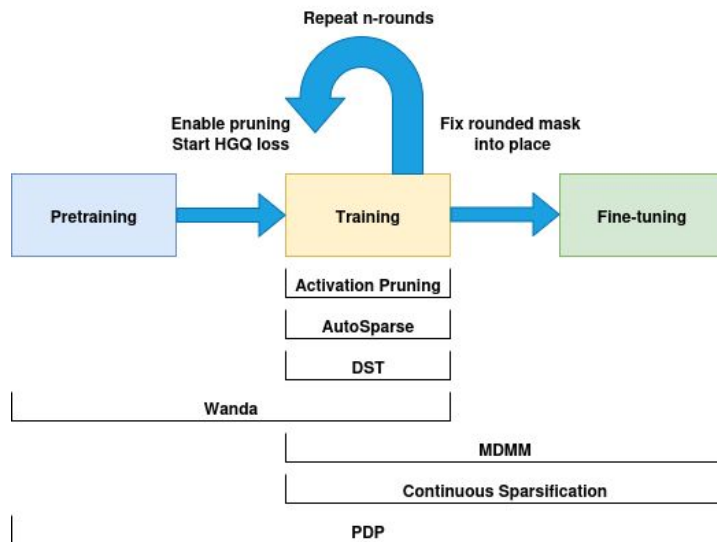 Repeat n-rounds
Enable pruning
Start HGQ loss
Fix rounded mask
into place
Pretraining
Training
Fine-tuning
Activation Pruning
AutoSparse
DST
Wanda
MDMM
Continuous Sparsification
PDP